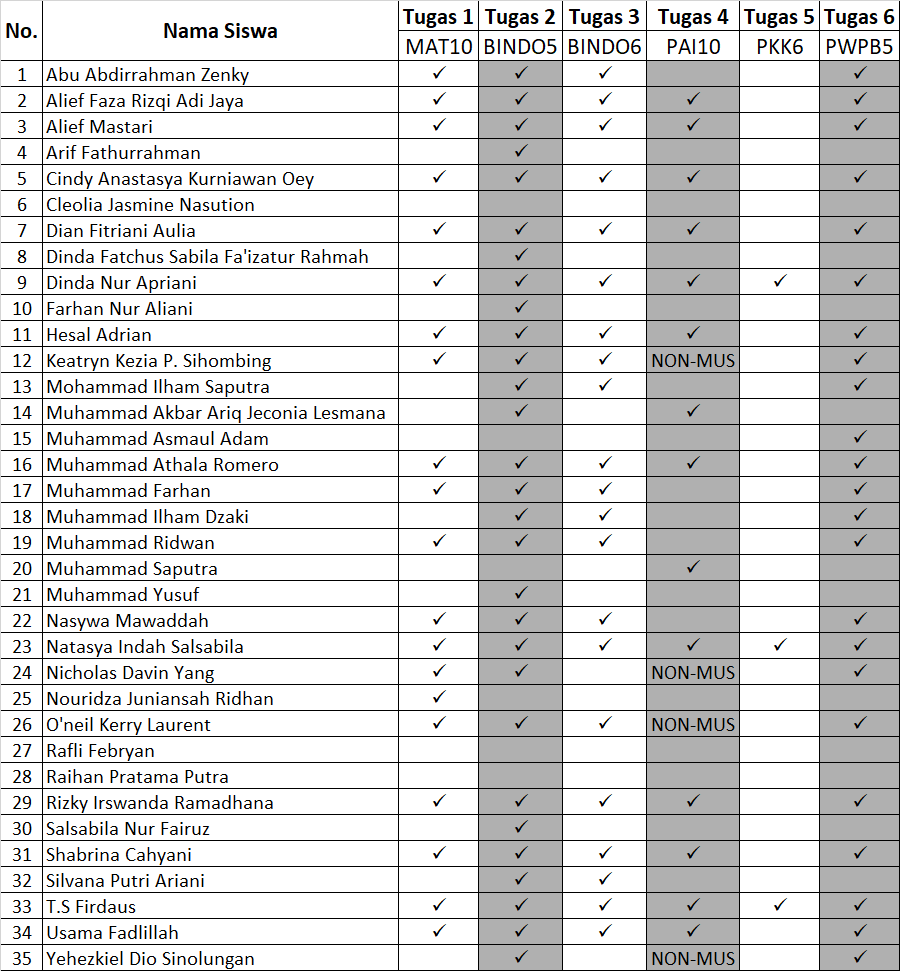 No. Nama Siswa Tugas 1 Tugas 2 Tugas 3 Tugas 4 Tugas 5 Tugas 6
MAT10 BINDO5 BINDO6 PAI10 PKK6 PWPB5
1 Abu Abdirrahman Zenky ✓ ✓ ✓ ✓
2 Alief Faza Rizqi Adi Jaya ✓ ✓ ✓ ✓ ✓
3 Alief Mastari ✓ ✓ ✓ ✓ ✓
4 Arif Fathurrahman ✓
5 Cindy Anastasya Kurniawan Oey ✓ ✓ ✓ ✓ ✓
6 Cleolia Jasmine Nasution
7 Dian Fitriani Aulia ✓ ✓ ✓ ✓ ✓
8 Dinda Fatchus Sabila Fa'izatur Rahmah ✓
9 Dinda Nur Apriani ✓ ✓ ✓ ✓ ✓ ✓
10 Farhan Nur Aliani ✓
11 Hesal Adrian ✓ ✓ ✓ ✓ ✓
12 Keatryn Kezia P. Sihombing ✓ ✓ ✓ NON-MUS ✓
13 Mohammad Ilham Saputra ✓ ✓ ✓
14 Muhammad Akbar Ariq Jeconia Lesmana ✓ ✓
15 Muhammad Asmaul Adam ✓
16 Muhammad Athala Romero ✓ ✓ ✓ ✓ ✓
17 Muhammad Farhan ✓ ✓ ✓ ✓
18 Muhammad Ilham Dzaki ✓ ✓ ✓
19 Muhammad Ridwan ✓ ✓ ✓ ✓
20 Muhammad Saputra ✓
21 Muhammad Yusuf ✓
22 Nasywa Mawaddah ✓ ✓ ✓ ✓
23 Natasya Indah Salsabila ✓ ✓ ✓ ✓ ✓ ✓
24 Nicholas Davin Yang ✓ ✓ NON-MUS ✓
25 Nouridza Juniansah Ridhan ✓
26 O'neil Kerry Laurent ✓ ✓ ✓ NON-MUS ✓
27 Rafli Febryan
28 Raihan Pratama Putra
29 Rizky Irswanda Ramadhana ✓ ✓ ✓ ✓ ✓
30 Salsabila Nur Fairuz ✓
31 Shabrina Cahyani ✓ ✓ ✓ ✓ ✓
32 Silvana Putri Ariani ✓ ✓
33 T.S Firdaus ✓ ✓ ✓ ✓ ✓ ✓
34 Usama Fadlillah ✓ ✓ ✓ ✓ ✓
35 Yehezkiel Dio Sinolungan ✓ NON-MUS ✓